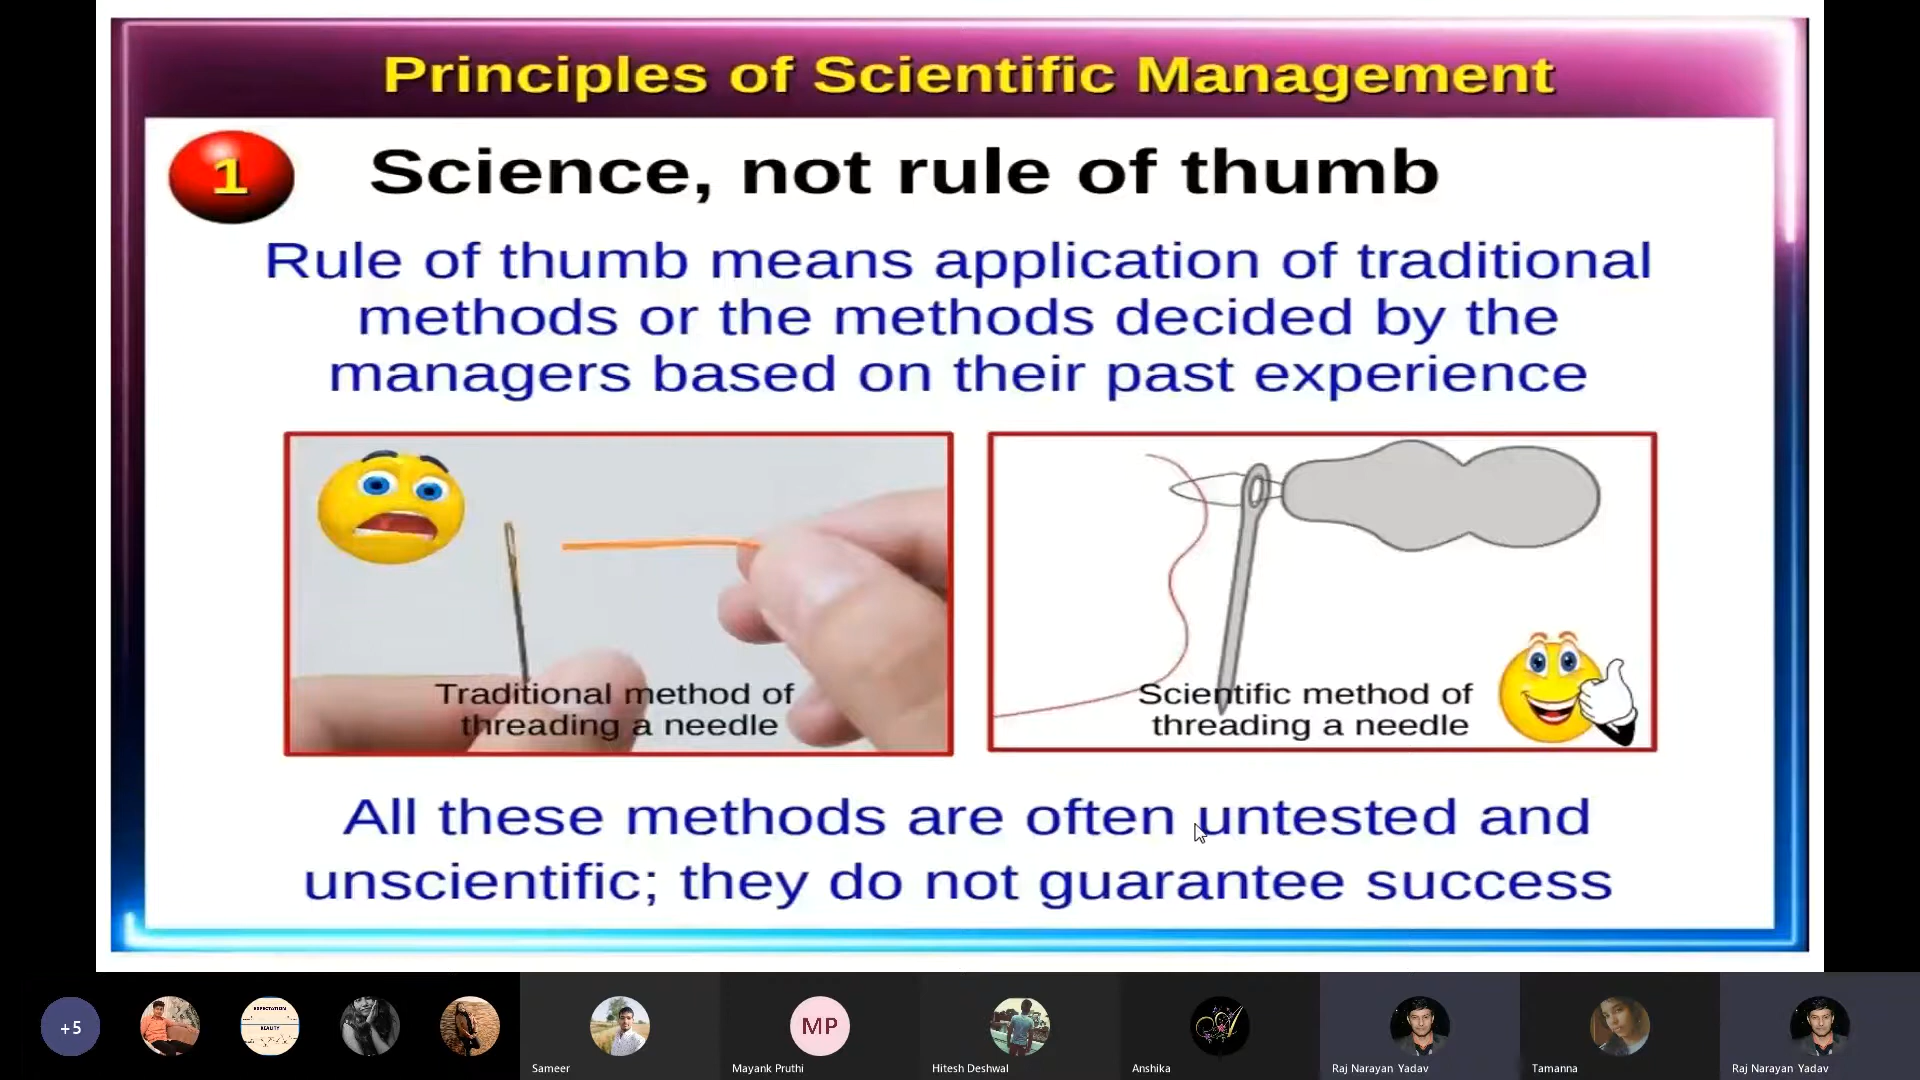 Principles of Scientific Management
1
Science, not rule of thumb
Rule of thumb means application of traditional
methods or the methods decided by the
managers based on their past experience
Traditional method of
threading a needle
Scientific method of
threading a needle
All these methods are often untested and
unscientific; they do not guarantee success
+5
EXPECTATION
REALITY
Sameer
MP
Mayank Pruthi
Hitesh Deshwal
A
Anshika
Raj Narayan Yadav
Tamanna
Raj Narayan Yadav